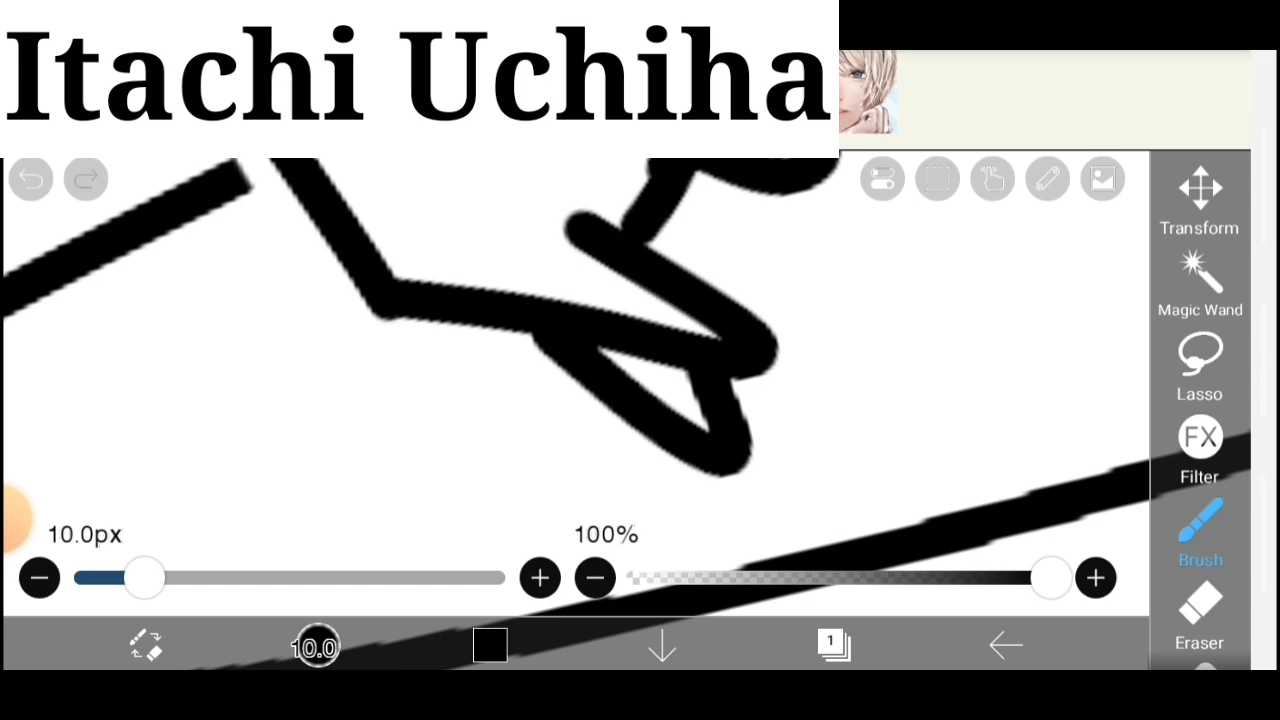 Itachi Uchiha
Transform
Magic Wand
Lasso
FX
Filter
10.0px
100%
Brush
10.0
1
Eraser